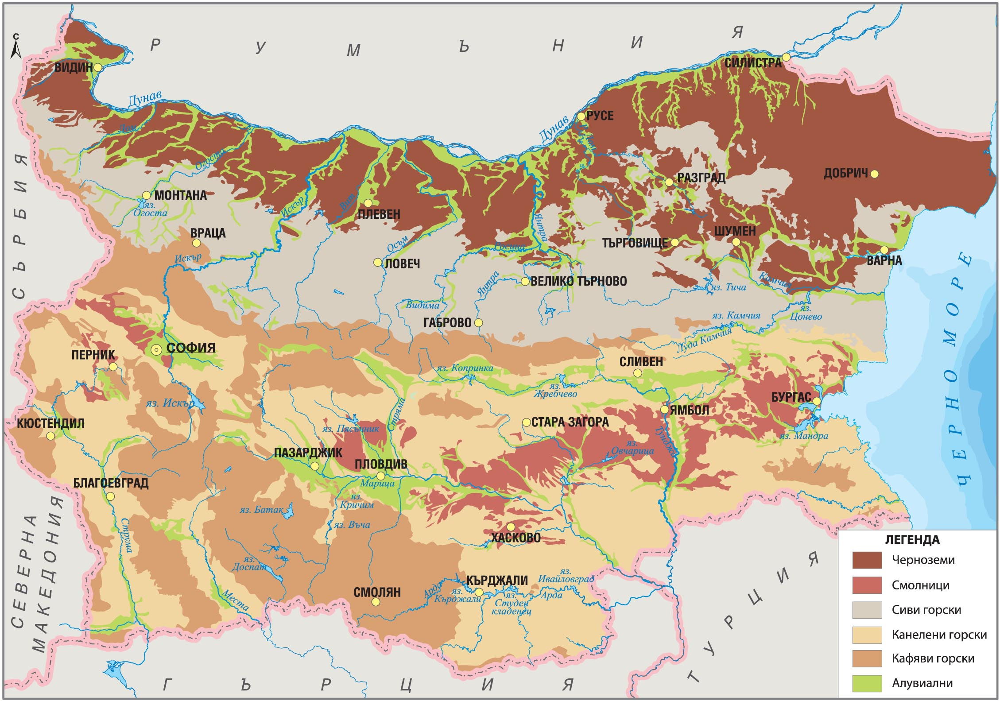 С
РУМЪНИЯ
СИЛИСТРА
ВИДИН
Дунав
РУСЕ
Дунав
Лом
Р. Лом
Огоста
ДОБРИЧ
РАЗГРАД
МОНТАНА
яз.
Огоста
Искър
Вит
ПЛЕВЕН
Янтра
ВРАЦА
ШУМЕН
ТЪРГОВИЩЕ
Осъм
Росица
ВАРНА
Искър
ЛОВЕЧ
ВЕЛИКО ТЪРНОВО
Янтра
Камчия
яз. Тича
Видима
яз.
Цонево
ГАБРОВО
яз. Камчия
Луда Камчия
СЪРБИЯ
ЧЕРНО МОРЕ
СОФИЯ
ПЕРНИК
СЛИВЕН
яз. Копринка
яз.
Жребчево
яз. Искър
БУРГАС
Стряма
ЯМБОЛ
КЮСТЕНДИЛ
СТАРА ЗАГОРА
яз. Пясъчник
яз. Мандра
Тунджа
яз.
Овчарица
ПАЗАРДЖИК
ПЛОВДИВ
Марица
БЛАГОЕВГРАД
яз.
Кричим
яз. Батак
яз. Въча
Струма
ХАСКОВО
яз.
Доспат
СЕВЕРНА
МАКЕДОНИЯ
КЪРДЖАЛИ
яз.
Ивайловград
Места
СМОЛЯН
Арда
яз.
Кърджали
яз.
Студен
кладенец
Арда
ТУРЦИЯ
ГЪРЦИЯ
ЛЕГЕНДА
Черноземи
Смолници
Сиви горски
Канелени горски
Кафяви горски
Алувиални